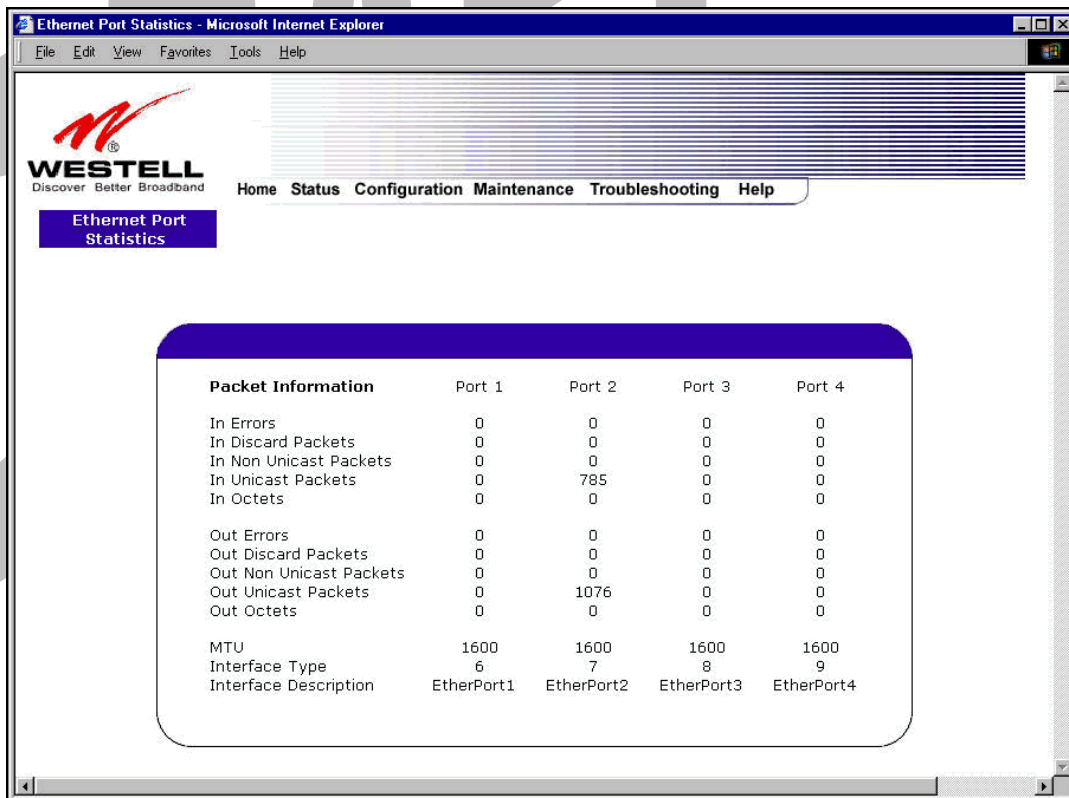 Ethernet Port Statistics - Microsoft Internet Explorer
File Edit View Favorites Tools Help
®
WESTELL
Discover Better Broadband
Home Status Configuration Maintenance Troubleshooting Help
Ethernet Port
Statistics
Packet Information Port 1 Port 2 Port 3 Port 4
In Errors 0 0 0 0
In Discard Packets 0 0 0 0
In Non Unicast Packets 0 0 0 0
In Unicast Packets 0 785 0 0
In Octets 0 0 0 0
Out Errors 0 0 0 0
Out Discard Packets 0 0 0 0
Out Non Unicast Packets 0 0 0 0
Out Unicast Packets 0 1076 0 0
Out Octets 0 0 0 0
MTU 1600 1600 1600 1600
Interface Type 6 7 8 9
Interface Description EtherPort1 EtherPort2 EtherPort3 EtherPort4